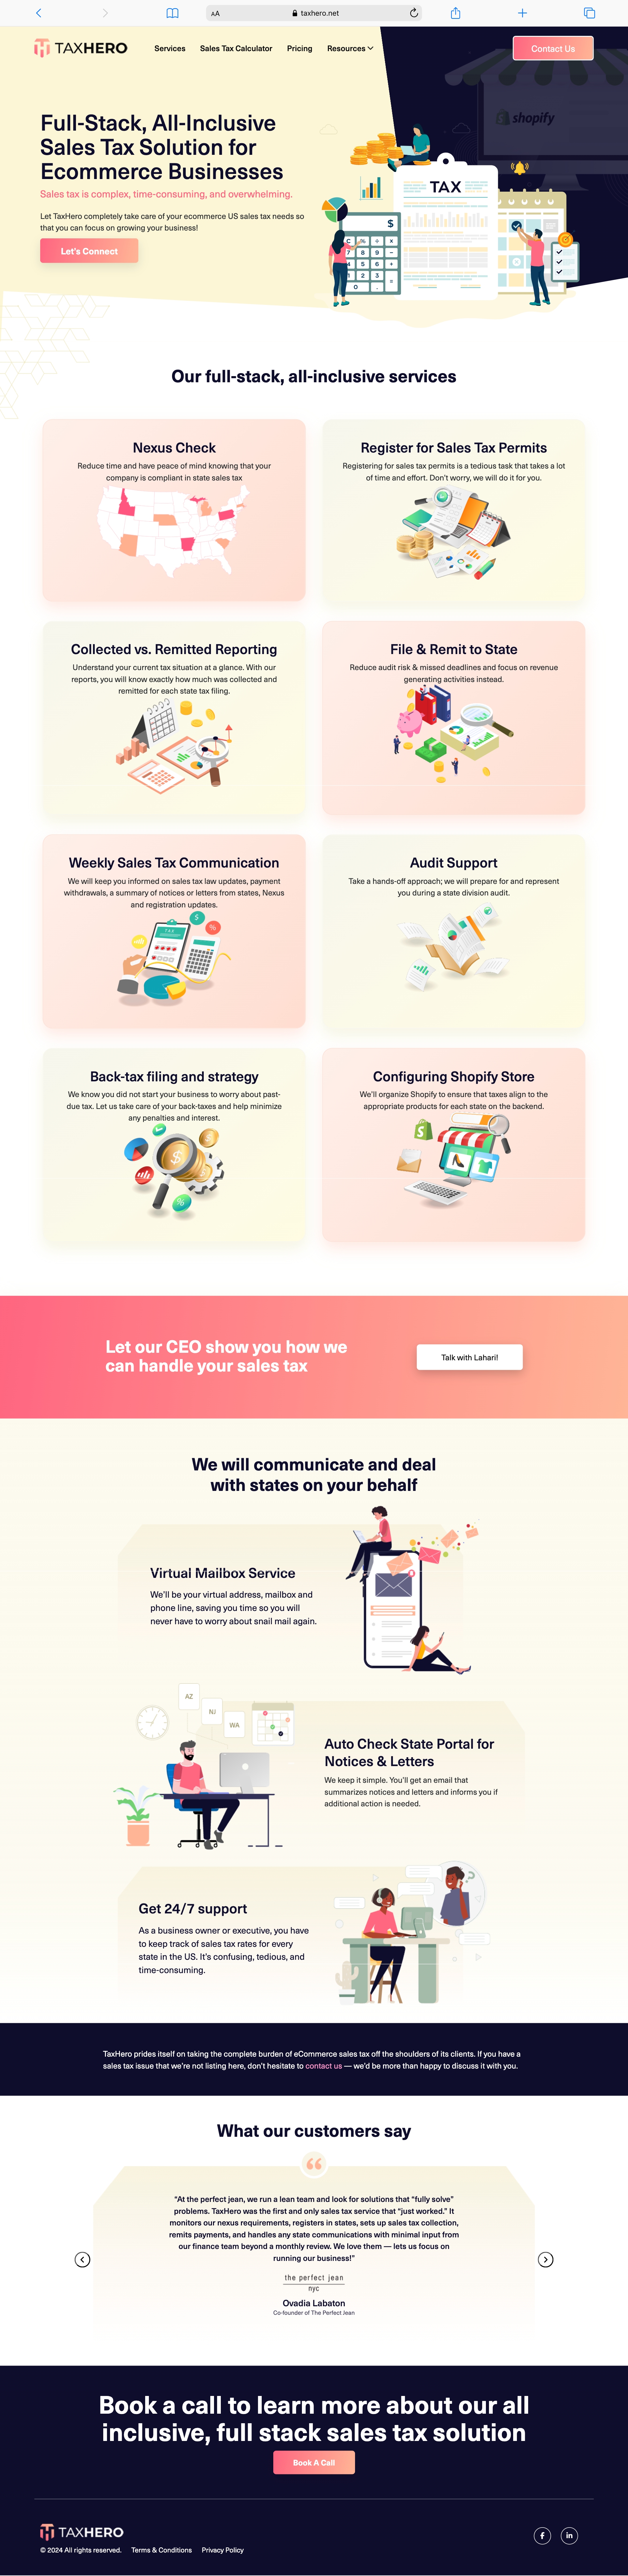 AA taxhero.net
TAXHERO
Services Sales Tax Calculator Pricing Resources
Contact Us
shopify
Full-Stack, All-Inclusive
Sales Tax Solution for
Ecommerce Businesses
Sales tax is complex, time-consuming, and overwhelming.
Let TaxHero completely take care of your ecommerce US sales tax needs so
that you can focus on growing your business!
Let's Connect
TAX
$
Our full-stack, all-inclusive services
Nexus Check
Reduce time and have peace of mind knowing that your
company is compliant in state sales tax
Register for Sales Tax Permits
Registering for sales tax permits is a tedious task that takes a lot
of time and effort. Don't worry, we will do it for you.
Collected vs. Remitted Reporting
Understand your current tax situation at a glance. With our
reports, you will know exactly how much was collected and
remitted for each state tax filing.
File & Remit to State
Reduce audit risk & missed deadlines and focus on revenue
generating activities instead.
Weekly Sales Tax Communication
We will keep you informed on sales tax law updates, payment
withdrawals, a summary of notices or letters from states, Nexus
and registration updates.
TAX
$
%
Audit Support
Take a hands-off approach; we will prepare for and represent
you during a state division audit.
Back-tax filing and strategy
We know you did not start your business to worry about past-
due tax. Let us take care of your back-taxes and help minimize
any penalties and interest.
$
%
Configuring Shopify Store
We'll organize Shopify to ensure that taxes align to the
appropriate products for each state on the backend.
Let our CEO show you how we
can handle your sales tax
Talk with Lahari!
We will communicate and deal
with states on your behalf
Virtual Mailbox Service
We'll be your virtual address, mailbox and
phone line, saving you time so you will
never have to worry about snail mail again.
AZ
NJ
WA
Auto Check State Portal for
Notices & Letters
We keep it simple. You'll get an email that
summarizes notices and letters and informs you if
additional action is needed.
Get 24/7 support
As a business owner or executive, you have
to keep track of sales tax rates for every
state in the US. It's confusing, tedious, and
time-consuming.
TaxHero prides itself on taking the complete burden of eCommerce sales tax off the shoulders of its clients. If you have a
sales tax issue that we're not listing here, don't hesitate to contact us — we'd be more than happy to discuss it with you.
What our customers say
"At the perfect jean, we run a lean team and look for solutions that "fully solve"
problems. TaxHero was the first and only sales tax service that "just worked." It
monitors our nexus requirements, registers in states, sets up sales tax collection,
remits payments, and handles any state communications with minimal input from
our finance team beyond a monthly review. We love them — lets us focus on
running our business!"
the perfect jean
nyc
Ovadia Labaton
Co-founder of The Perfect Jean
Book a call to learn more about our all
inclusive, full stack sales tax solution
Book A Call
TAXHERO
© 2024 All rights reserved. Terms & Conditions Privacy Policy